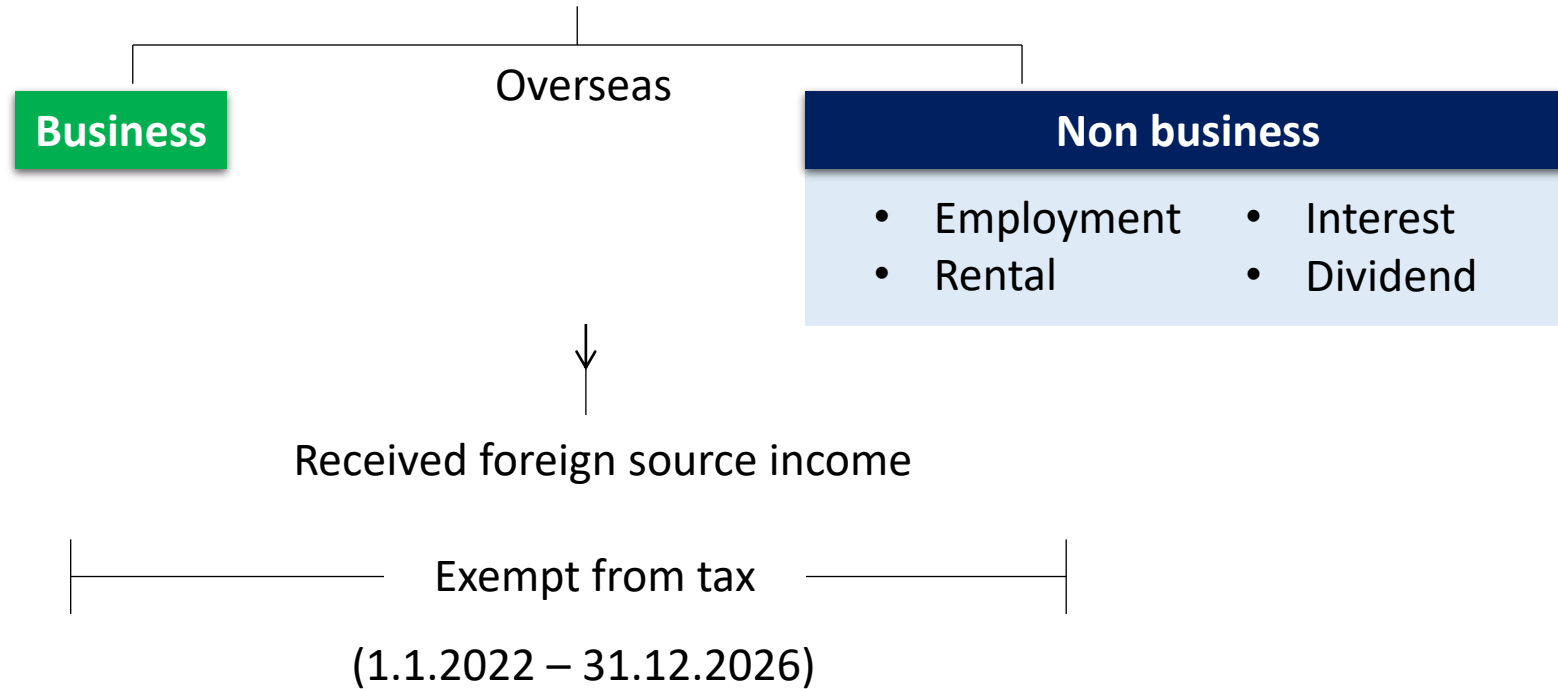 Overseas
Business
Non business
• Employment
• Rental
• Interest
• Dividend
Received foreign source income
Exempt from tax
(1.1.2022 – 31.12.2026)